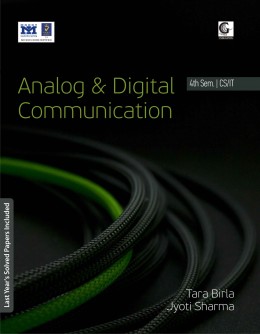 Analog & Digital
Communication
4th Sem. | CS/IT
Last Year's Solved Papers Included
Tara Birla
Jyoti Sharma